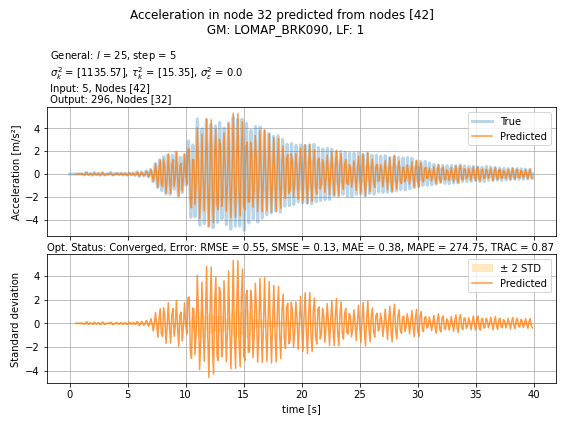 Acceleration in node 32 predicted from nodes [42]
GM: LOMAP_BRK090, LF: 1
General: l = 25, step = 5
σ²ₖ = [1135.57], τ²ₖ = [15.35], σ²ε = 0.0
Input: 5, Nodes [42]
Output: 296, Nodes [32]
Acceleration [m/s²]
4
2
0
−2
−4
True
Predicted
Opt. Status: Converged, Error: RMSE = 0.55, SMSE = 0.13, MAE = 0.38, MAPE = 274.75, TRAC = 0.87
Standard deviation
4
2
0
−2
−4
± 2 STD
Predicted
0 5 10 15 20 25 30 35 40
time [s]